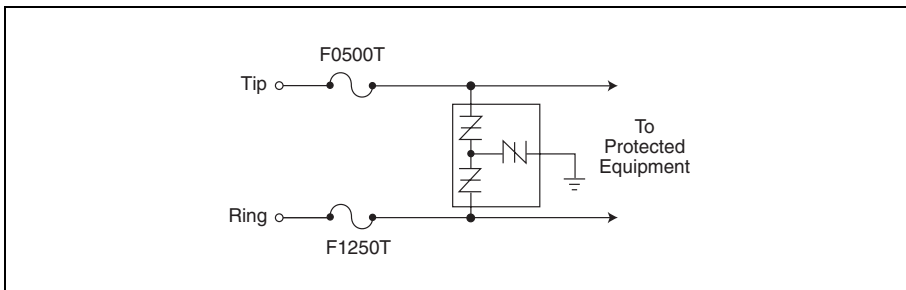 F0500T
Tip
To
Protected
Equipment
Ring
F1250T